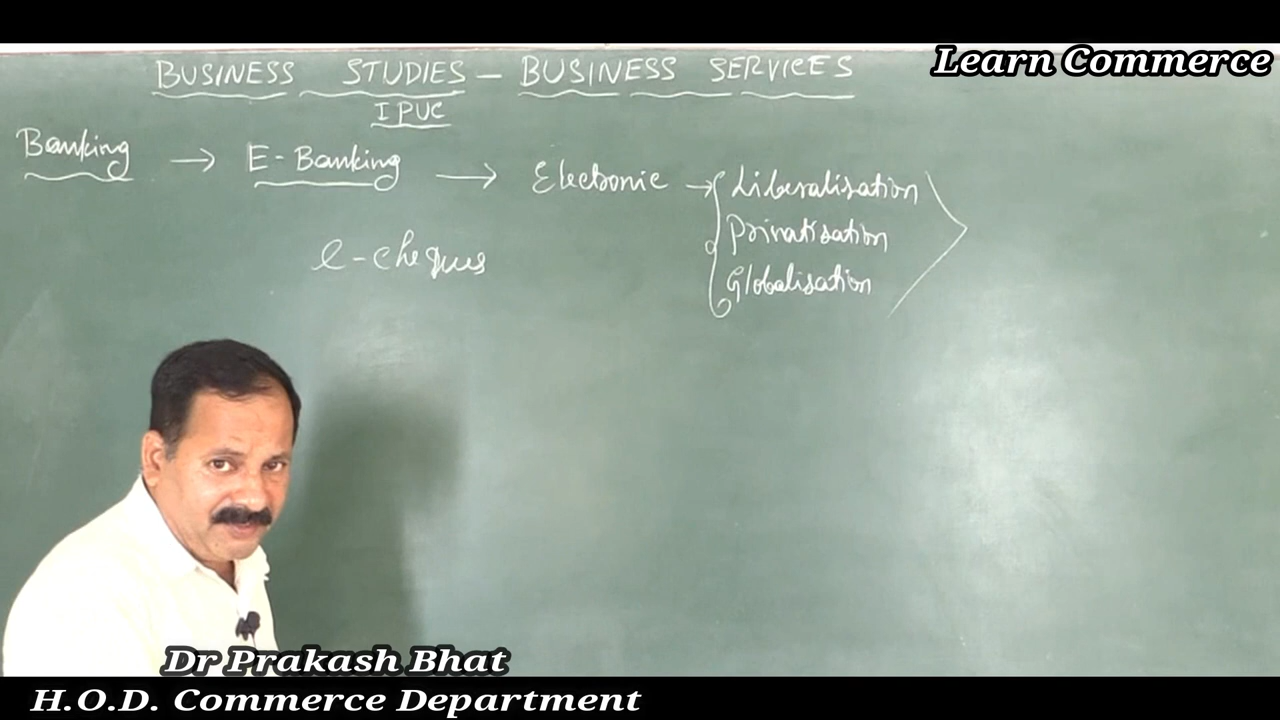 Learn Commerce
BUSINESS STUDIES - BUSINESS SERVICES
I PUC
Banking → E-Banking → Electronic → Liberalisation
Privatisation
Globalisation
e-cheques
Dr Prakash Bhat
H.O.D. Commerce Department